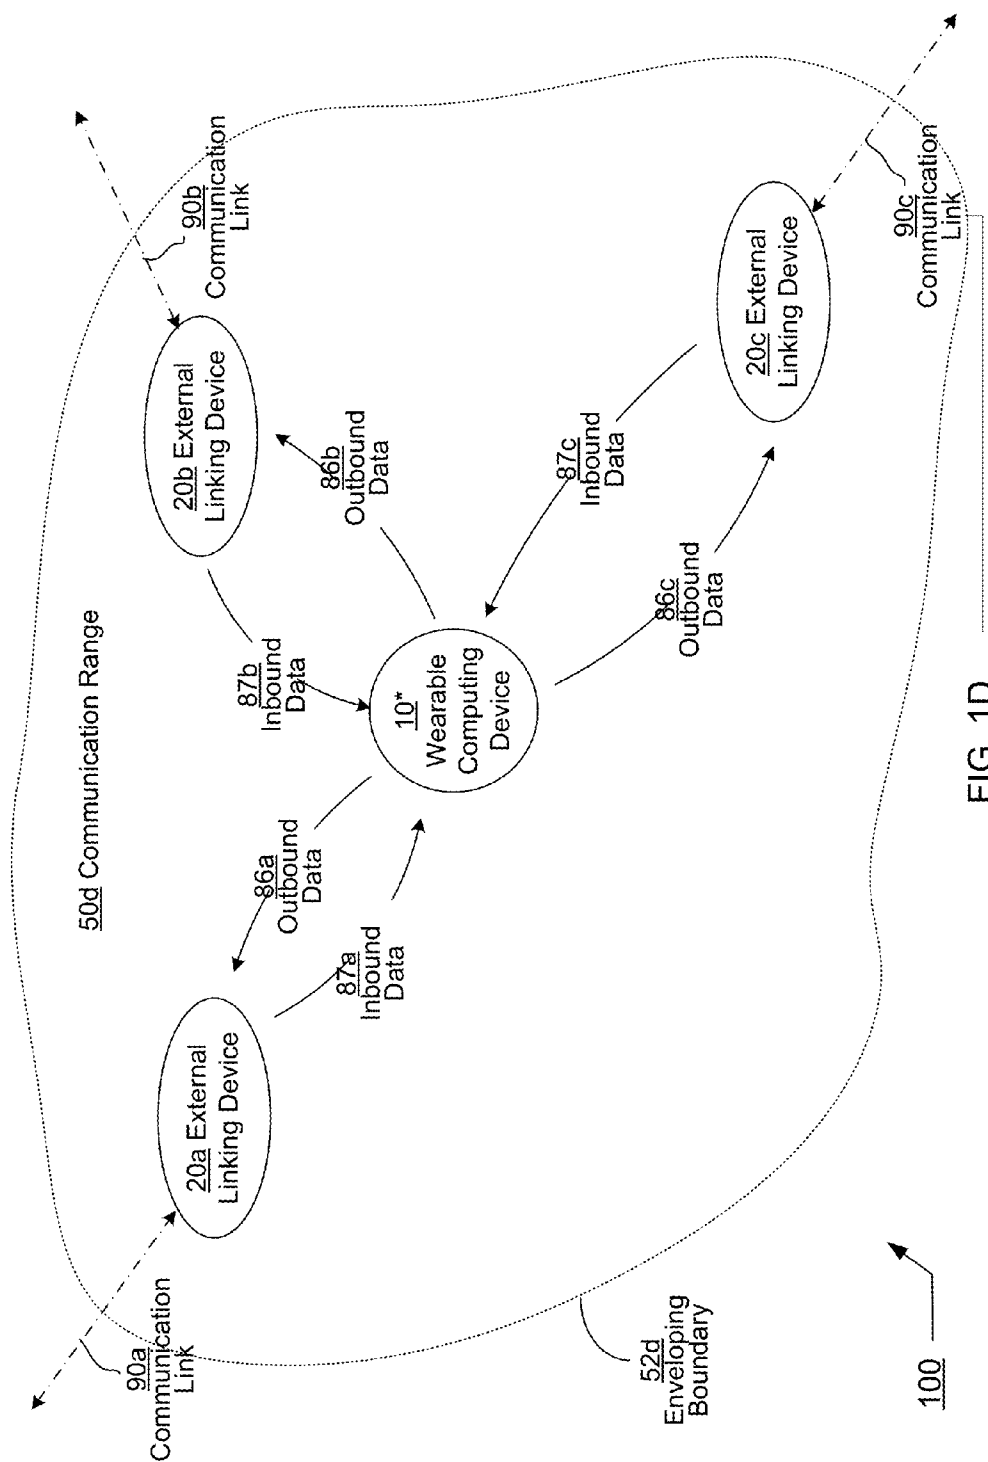 90a
Communication
Link
50d Communication Range
90b
Communication
Link
20a External
Linking Device
86a
Outbound
Data
87a
Inbound
Data
87b
Inbound
Data
20b External
Linking Device
86b
Outbound
Data
10*
Wearable
Computing
Device
87c
Inbound
Data
86c
Outbound
Data
20c External
Linking Device
52d
Enveloping
Boundary
90c
Communication
Link
100
FIG. 1D